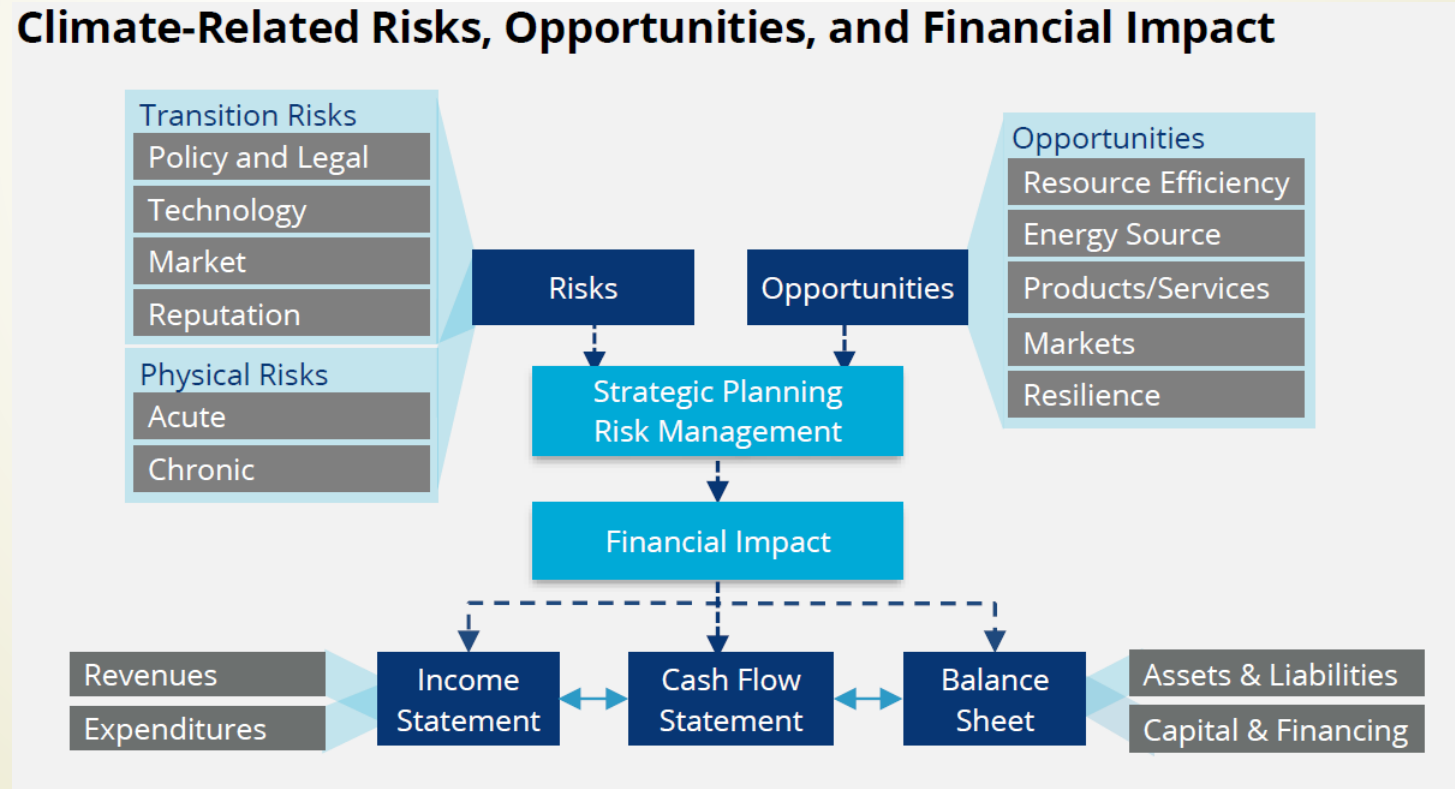 Climate-Related Risks, Opportunities, and Financial Impact
Transition Risks
Policy and Legal
Technology
Market
Reputation
Physical Risks
Acute
Chronic
Risks
Opportunities
Opportunities
Resource Efficiency
Energy Source
Products/Services
Markets
Resilience
Strategic Planning
Risk Management
Financial Impact
Revenues
Expenditures
Income
Statement
Cash Flow
Statement
Balance
Sheet
Assets & Liabilities
Capital & Financing